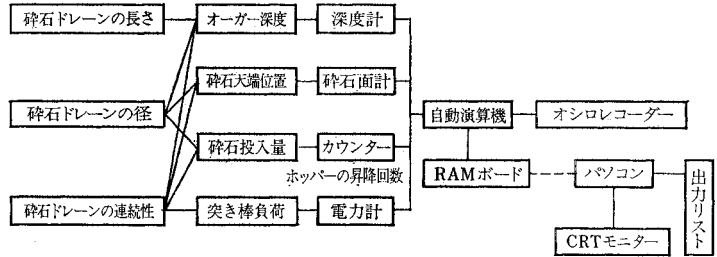 砕石ドレーンの長さ
オーガー深度
深度計
砕石天端位置
砕石面計
砕石ドレーンの径
自動演算機
オシロレコーダー
砕石投入量
カウンター
ホッパーの昇降回数
RAMボード
パソコン
出力リスト
砕石ドレーンの連続性
突き棒負荷
電力計
CRTモニター